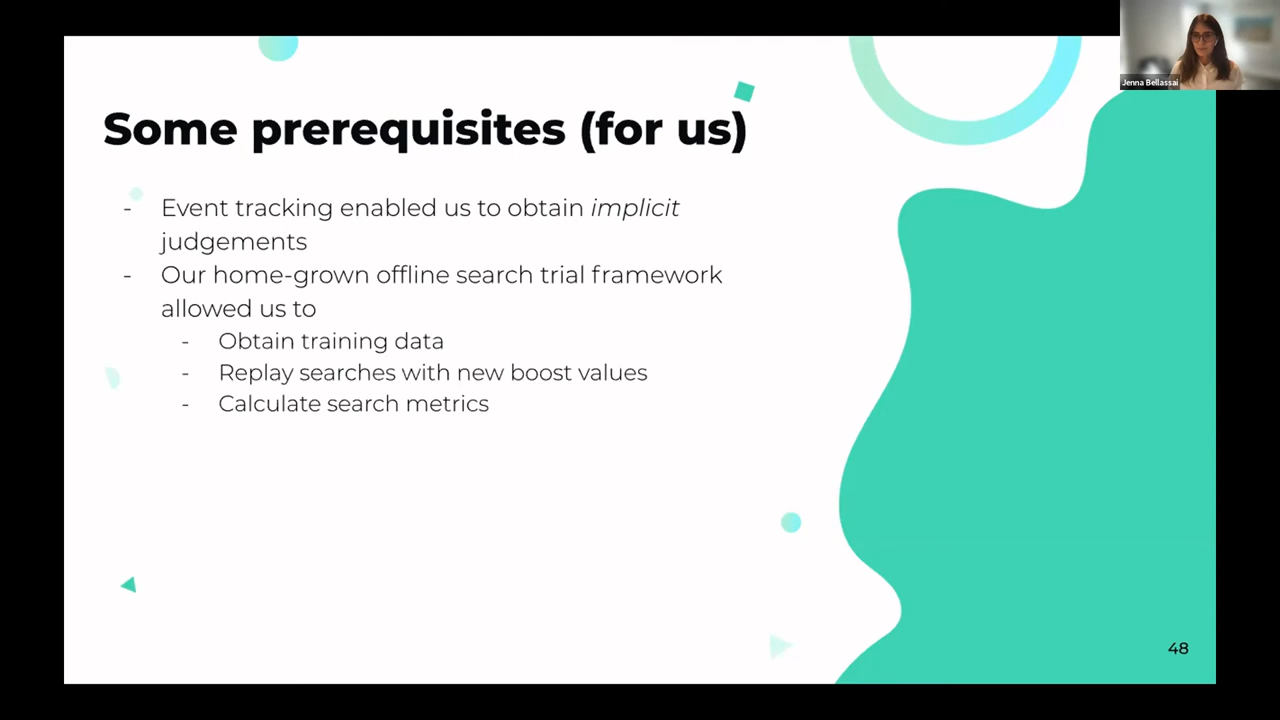 Jenna Bellassai
Some prerequisites (for us)
- Event tracking enabled us to obtain implicit
judgements
- Our home-grown offline search trial framework
allowed us to
- Obtain training data
- Replay searches with new boost values
- Calculate search metrics
48